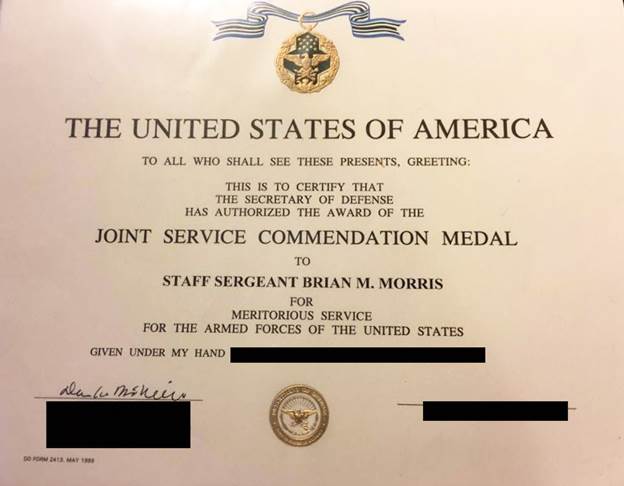 THE UNITED STATES OF AMERICA
TO ALL WHO SHALL SEE THESE PRESENTS, GREETING:
THIS IS TO CERTIFY THAT
THE SECRETARY OF DEFENSE
HAS AUTHORIZED THE AWARD OF THE
JOINT SERVICE COMMENDATION MEDAL
TO
STAFF SERGEANT BRIAN M. MORRIS
FOR
MERITORIOUS SERVICE
FOR THE ARMED FORCES OF THE UNITED STATES
GIVEN UNDER MY HAND
DD FORM 2413, MAY 1999